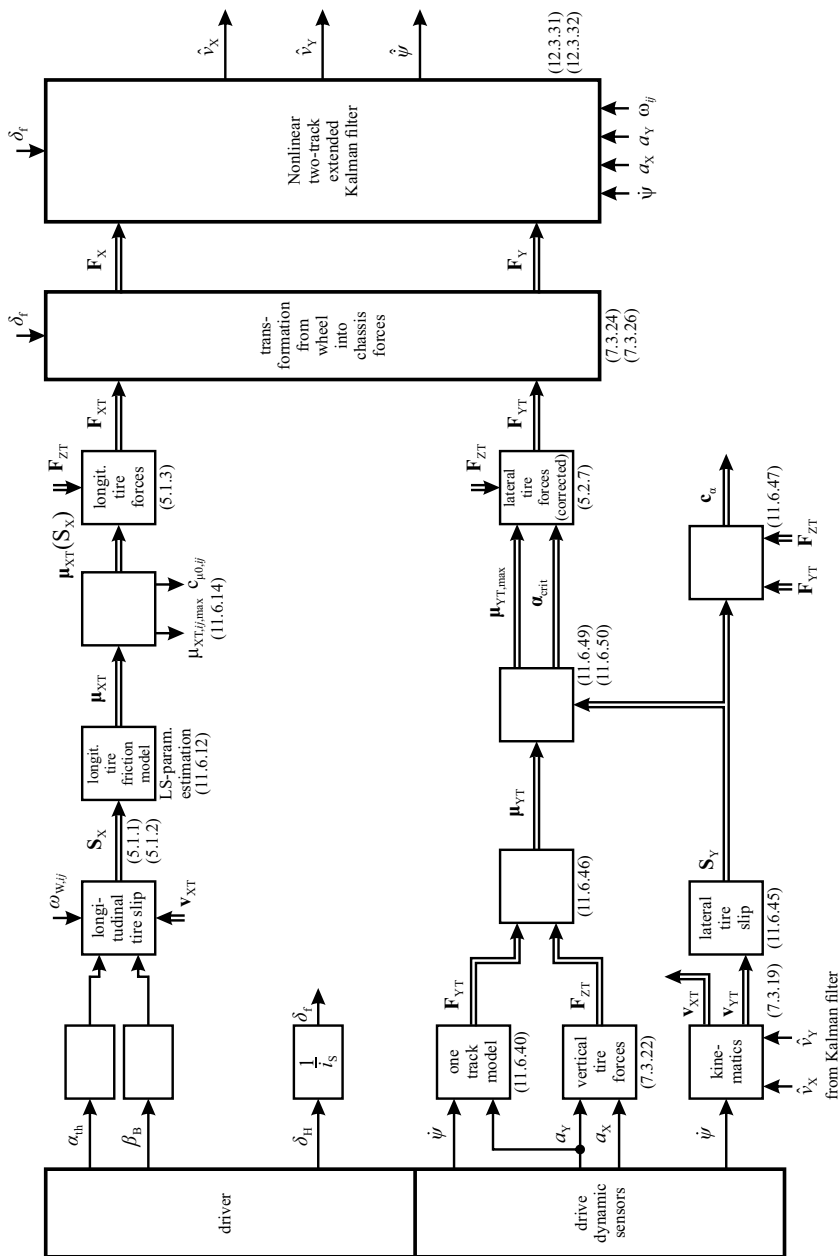 driver
drive
dynamic
sensors
α_th
β_B
δ_H
1
i_S
δ_f
ψ̇
a_Y
a_X
ψ̇
ω_W,ij
longi-
tudinal
tire slip
v_XT
S_X
(5.1.1)
(5.1.2)
longit.
tire
friction
model
LS-param.
estimation
(11.6.12)
μ_XT
μ_XT,ij,max c_μ0,ij
(11.6.14)
μ_XT(S_X)
F_ZT
longit.
tire
forces
(5.1.3)
F_XT
one
track
model
(11.6.40)
F_YT
vertical
tire
forces
(7.3.22)
F_ZT
(11.6.46)
μ_YT
(11.6.49)
(11.6.50)
μ_YT,max
α_crit
F_ZT
lateral
tire
forces
(corrected)
(5.2.7)
F_YT
kine-
matics
v̂_X v̂_Y
from Kalman filter
v_XT
v_YT
(7.3.19)
lateral
tire
slip
(11.6.45)
S_Y
F_YT F_ZT
(11.6.47)
c_α
δ_f
trans-
formation
from
wheel
into
chassis
forces
(7.3.24)
(7.3.26)
F_X
F_Y
δ_f
Nonlinear
two-track
extended
Kalman filter
ψ̇ a_X a_Y ω_ij
v̂_X
v̂_Y
ψ̇̂
(12.3.31)
(12.3.32)